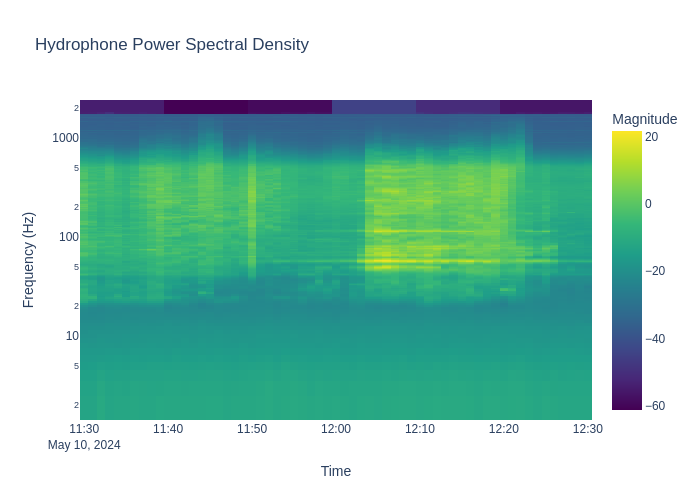 Hydrophone Power Spectral Density
Magnitude
2
1000
5
2
100
5
2
10
5
2
20
0
−20
−40
−60
Frequency (Hz)
11:30 11:40 11:50 12:00 12:10 12:20 12:30
May 10, 2024
Time